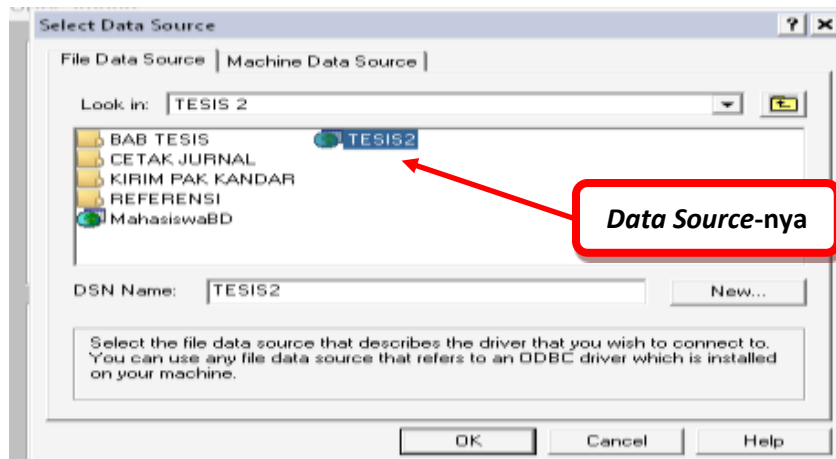 Select Data Source
File Data Source
Machine Data Source
Look in:
TESIS 2
BAB TESIS
TESIS2
CETAK JURNAL
KIRIM PAK KANDAR
REFERENSI
MahasiswaBD
Data Source-nya
DSN Name:
TESIS2
New...
Select the file data source that describes the driver that you wish to connect to.
You can use any file data source that refers to an ODBC driver which is installed
on your machine.
OK
Cancel
Help